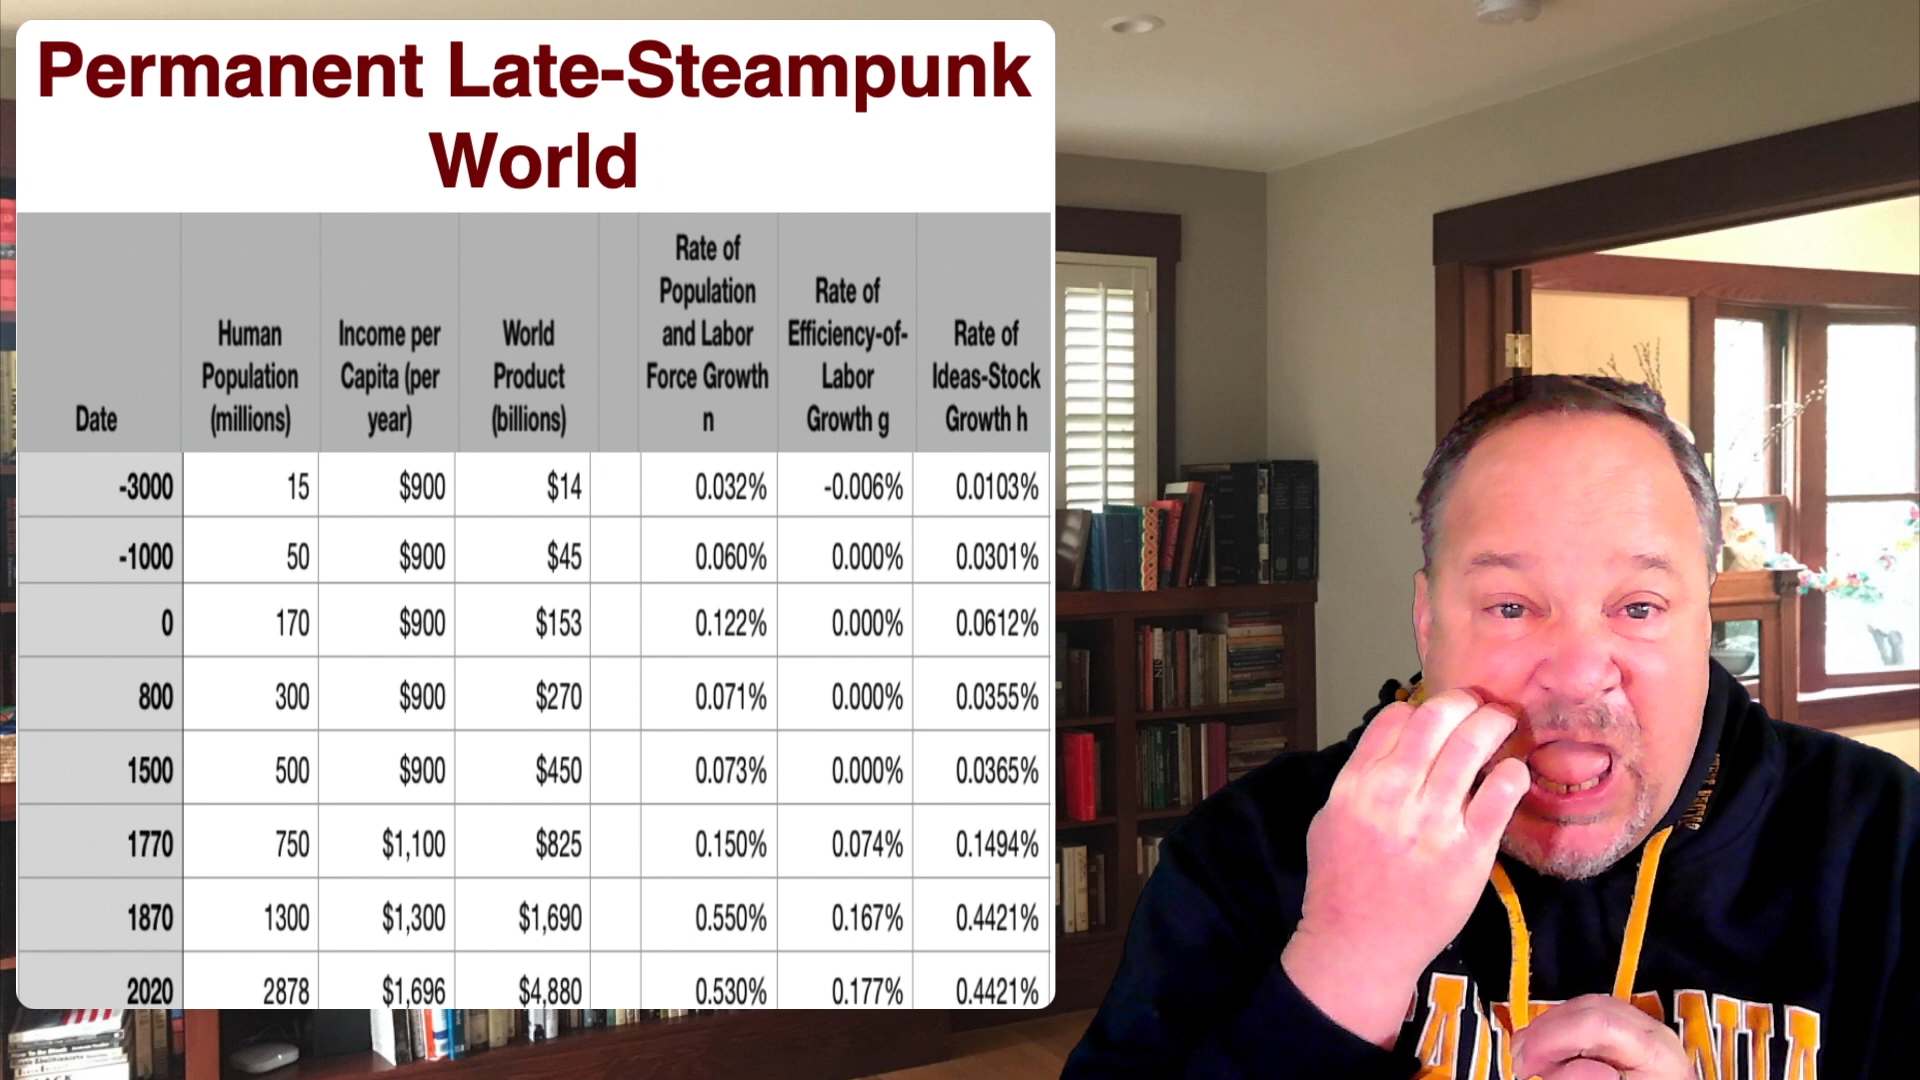 Permanent Late-Steampunk
World
Date
Human
Population
(millions)
Income per
Capita (per
year)
World
Product
(billions)
Rate of
Population
and Labor
Force Growth
n
Rate of
Efficiency-of-
Labor
Growth g
Rate of
Ideas-Stock
Growth h
-3000 15 $900 $14 0.032% -0.006% 0.0103%
-1000 50 $900 $45 0.060% 0.000% 0.0301%
0 170 $900 $153 0.122% 0.000% 0.0612%
800 300 $900 $270 0.071% 0.000% 0.0355%
1500 500 $900 $450 0.073% 0.000% 0.0365%
1770 750 $1,100 $825 0.150% 0.074% 0.1494%
1870 1300 $1,300 $1,690 0.550% 0.167% 0.4421%
2020 2878 $1,696 $4,880 0.530% 0.177% 0.4421%